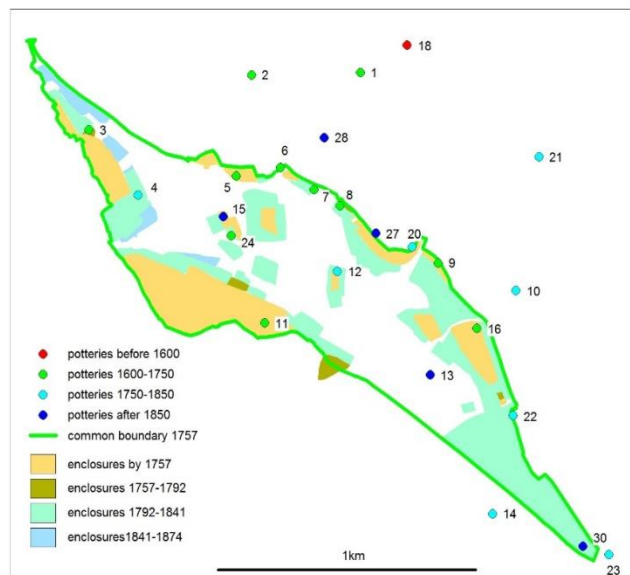 18
2
1
28
3
6
21
5
7
4
8
15
27
20
24
9
12
10
11
16
13
22
14
30
23
potteries before 1600
potteries 1600-1750
potteries 1750-1850
potteries after 1850
common boundary 1757
enclosures by 1757
enclosures 1757-1792
enclosures 1792-1841
enclosures1841-1874
1km